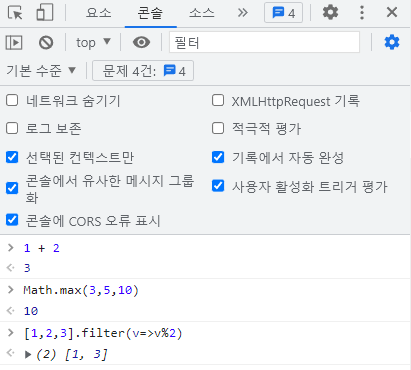 요소 콘솔 소스 » 4
top ▼ 필터
기본 수준 ▼ 문제 4건: 4
네트워크 숨기기 XMLHttpRequest 기록
로그 보존 적극적 평가
선택된 컨텍스트만 기록에서 자동 완성
콘솔에서 유사한 메시지 그룹
화
사용자 활성화 트리거 평가
콘솔에 CORS 오류 표시
> 1 + 2
<· 3
> Math.max(3,5,10)
<· 10
> [1,2,3].filter(v=>v%2)
<· ▶ (2) [1, 3]